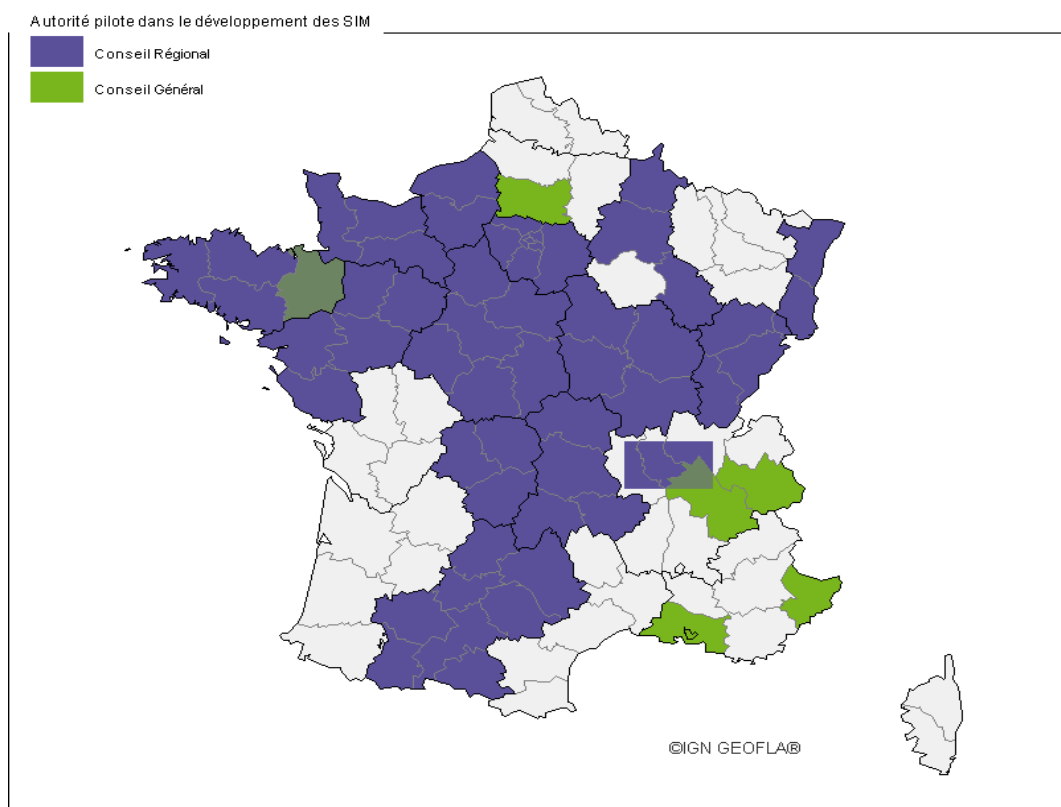 Autorité pilote dans le développement des SIM
Conseil Régional
Conseil Général
©IGN GEOFLA®